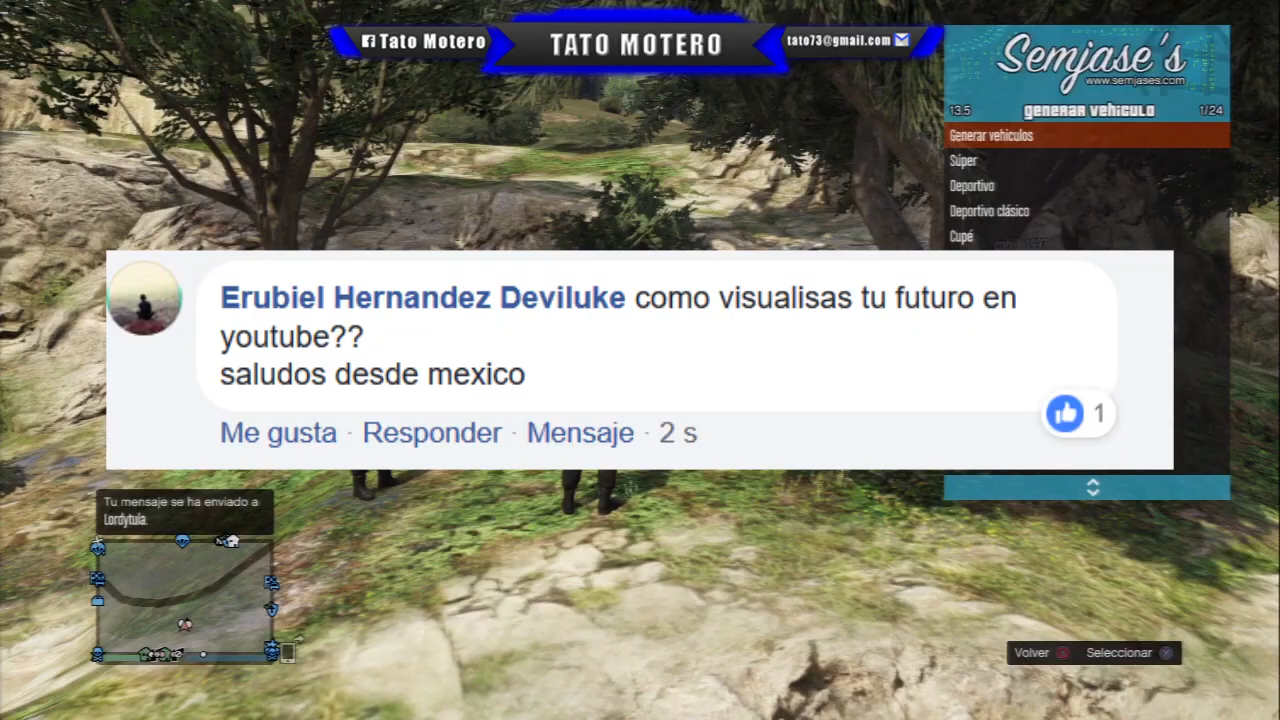 Tato Motero
TATO MOTERO
tato73@gmail.com
Semjase's
www.semjases.com
13.5 generar vehiculo 1/24
Generar vehiculos
Súper
Deportivo
Deportivo clásico
Cupé
Erubiel Hernandez Deviluke como visualisas tu futuro en
youtube??
saludos desde mexico
1
Me gusta · Responder · Mensaje · 2 s
Tu mensaje se ha enviado a
Lordytula.
Volver Seleccionar